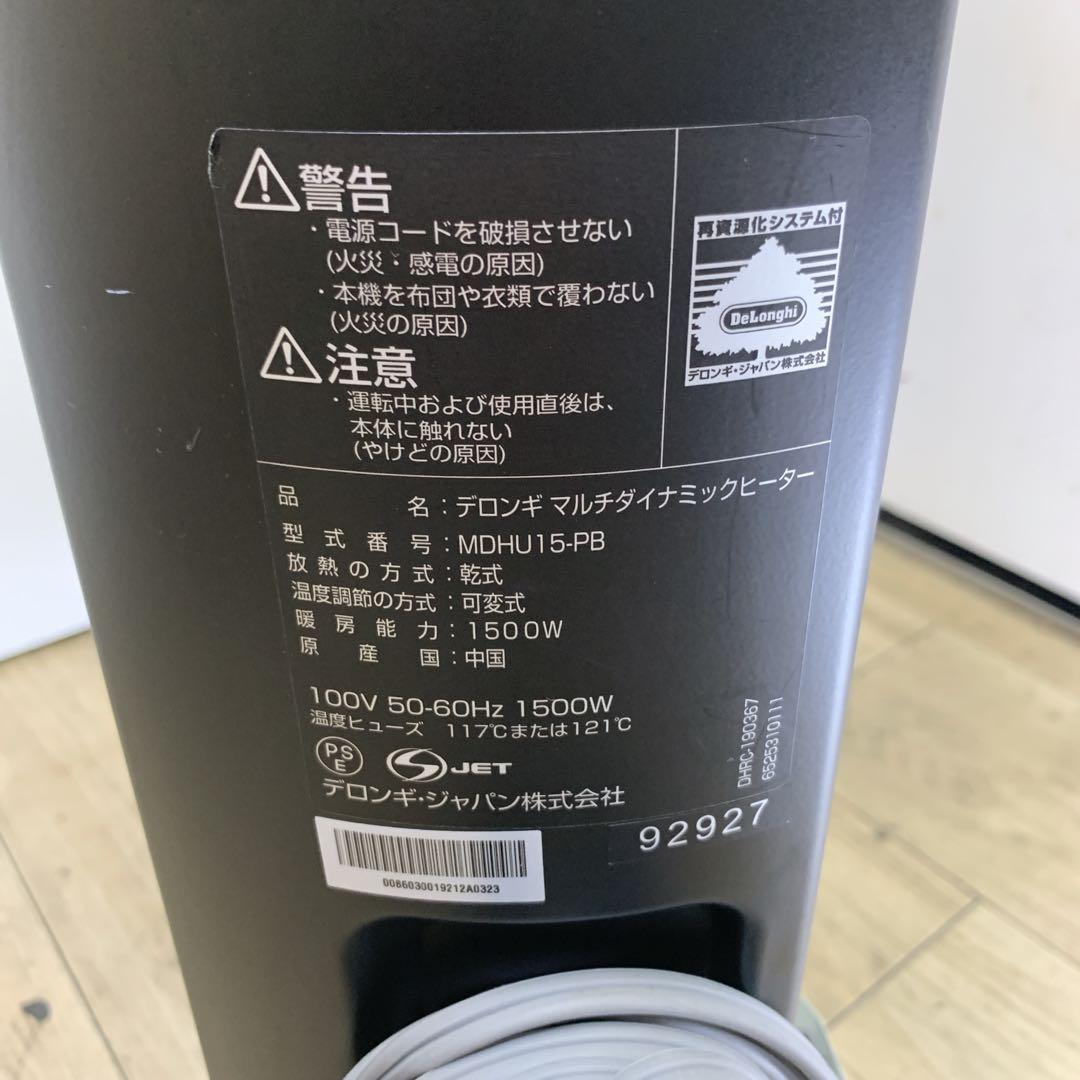 警告
・電源コードを破損させない
(火災・感電の原因)
・本機を布団や衣類で覆わない
(火災の原因)
注意
・運転中および使用直後は、
本体に触れない
(やけどの原因)
再資源化システム付
DeLonghi
デロンギ・ジャパン株式会社
品名:デロンギ マルチダイナミックヒーター
型式番号:MDHU15-PB
放熱の方式:乾式
温度調節の方式:可変式
暖房能力:1500W
原産国:中国
100V 50-60Hz 1500W
温度ヒューズ 117℃または121℃
PSE
JET
デロンギ・ジャパン株式会社
DHRC-190367
6525310111
92927
0086030019212A0323